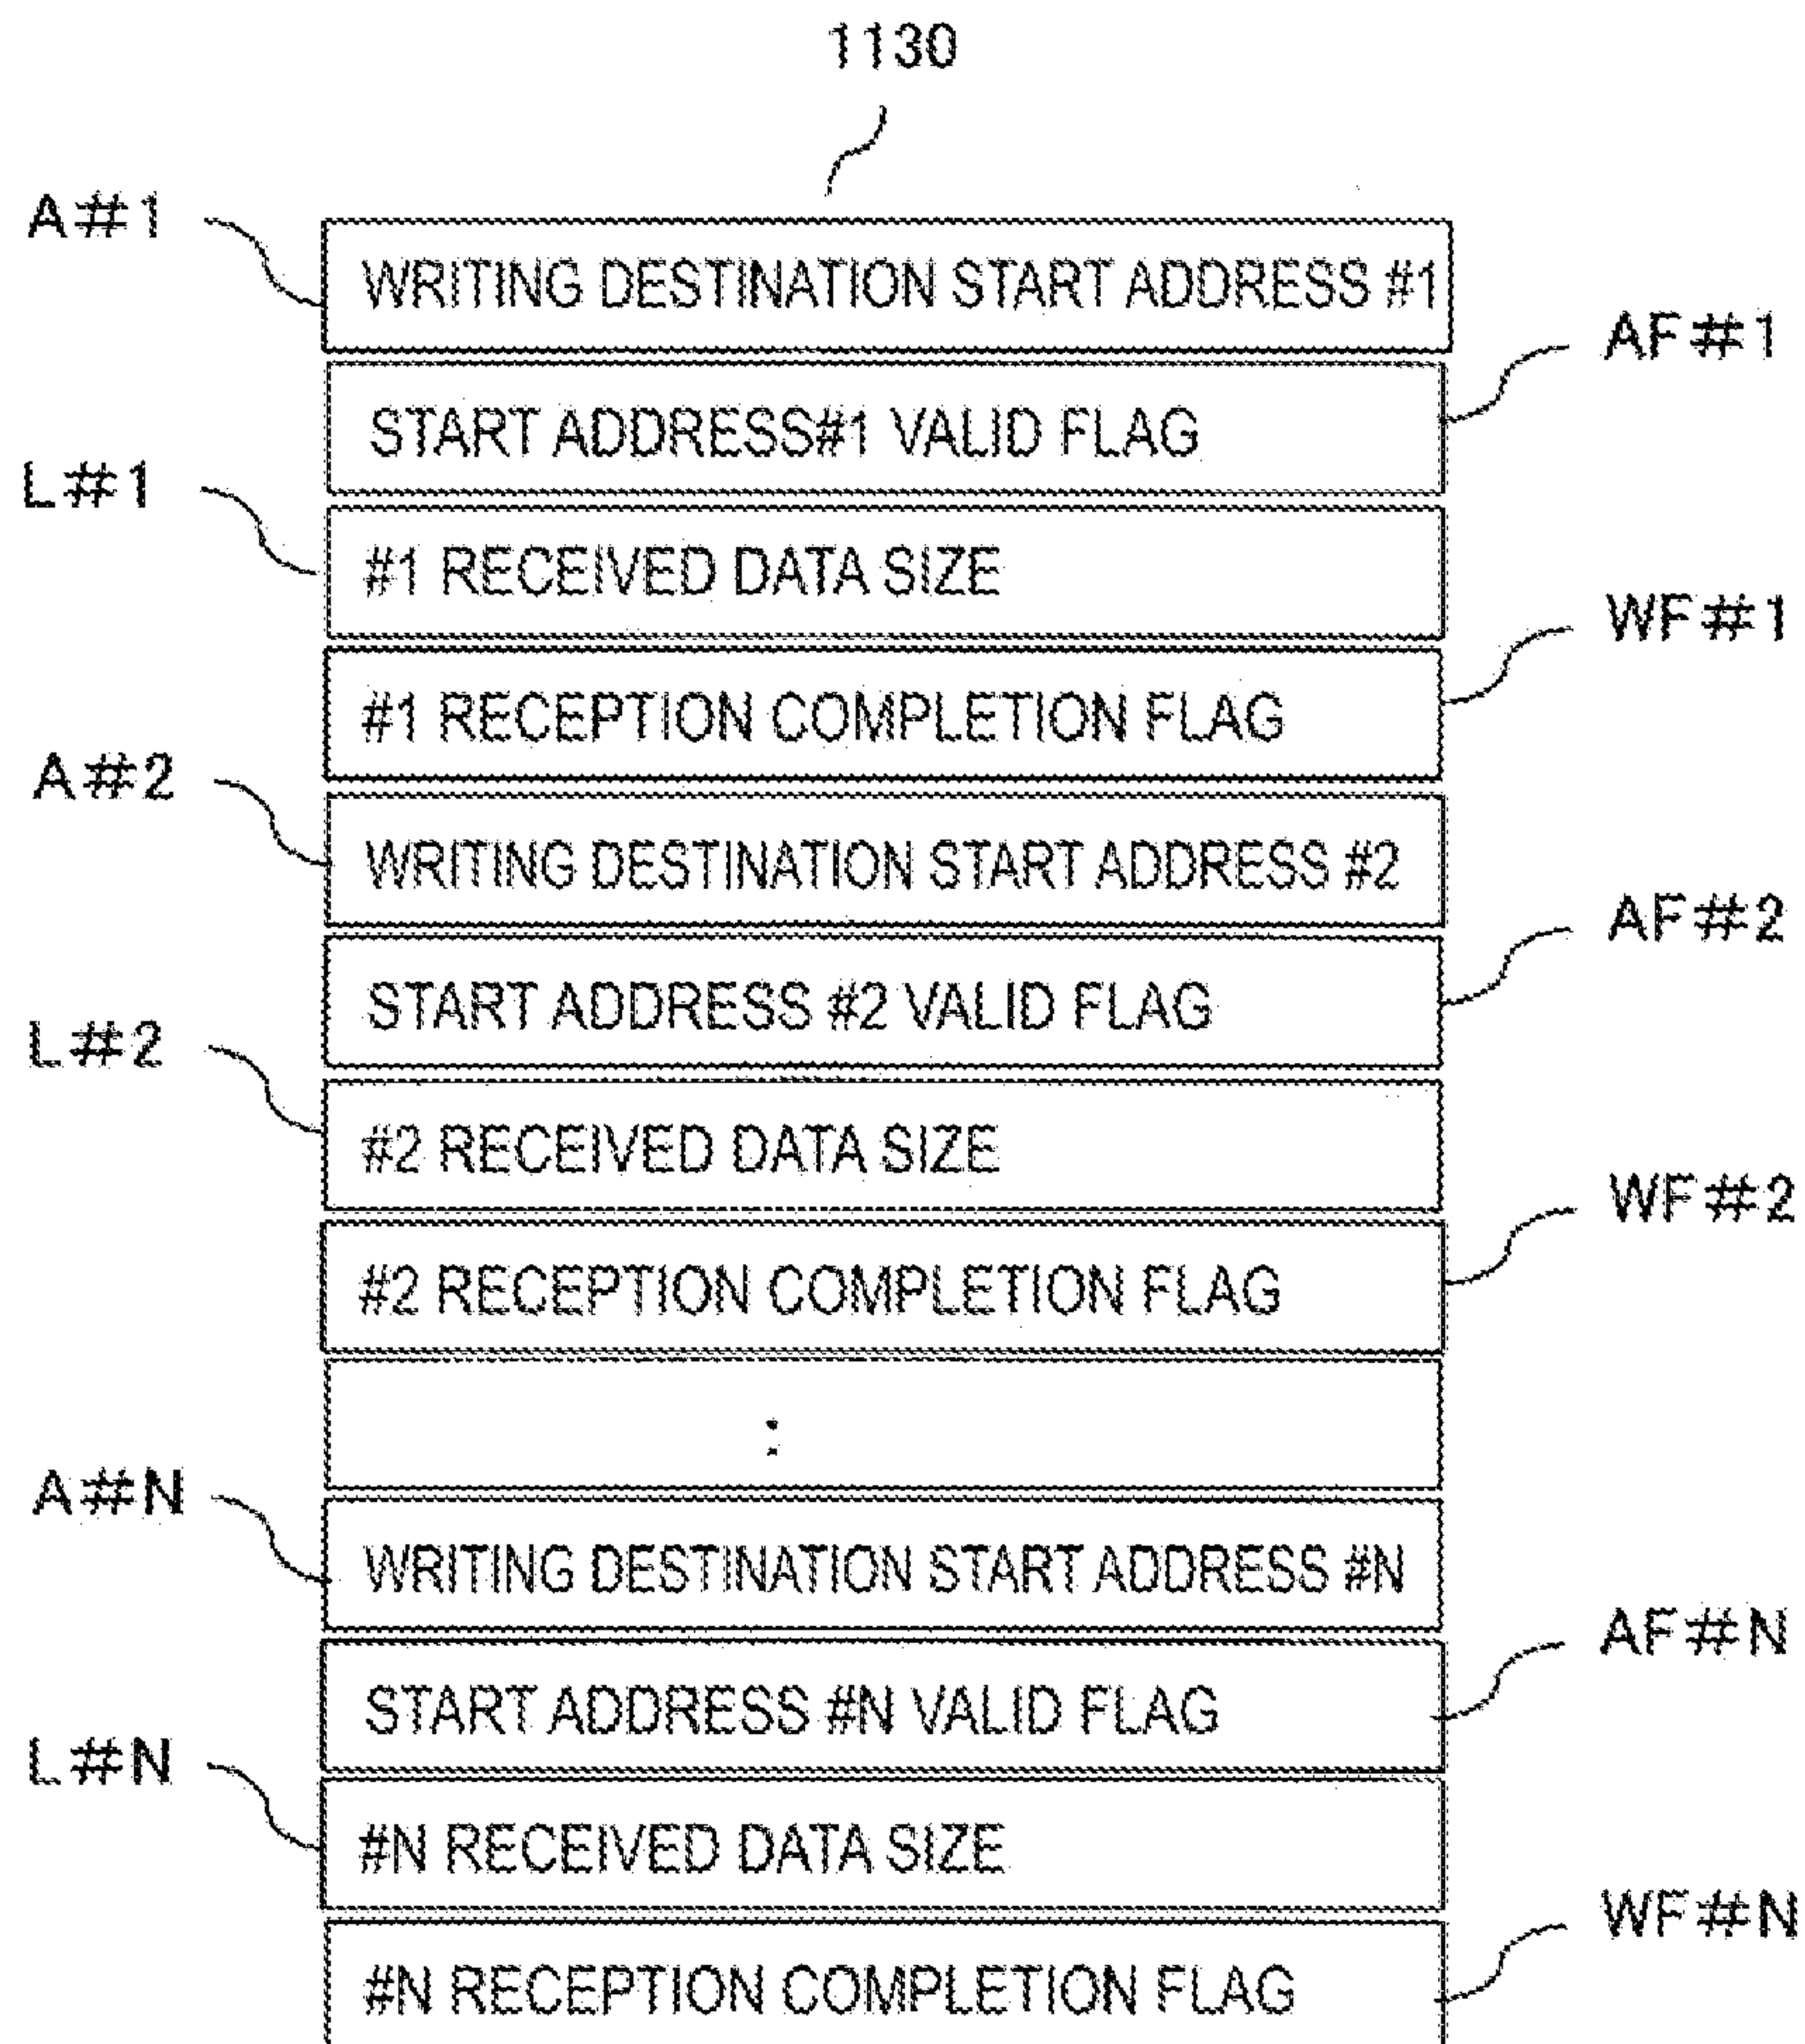 1130
A#1
WRITING DESTINATION START ADDRESS #1
AF#1
START ADDRESS#1 VALID FLAG
L#1
#1 RECEIVED DATA SIZE
WF#1
#1 RECEPTION COMPLETION FLAG
A#2
WRITING DESTINATION START ADDRESS #2
AF#2
START ADDRESS #2 VALID FLAG
L#2
#2 RECEIVED DATA SIZE
WF#2
#2 RECEPTION COMPLETION FLAG
:
A#N
WRITING DESTINATION START ADDRESS #N
AF#N
START ADDRESS #N VALID FLAG
L#N
#N RECEIVED DATA SIZE
WF#N
#N RECEPTION COMPLETION FLAG